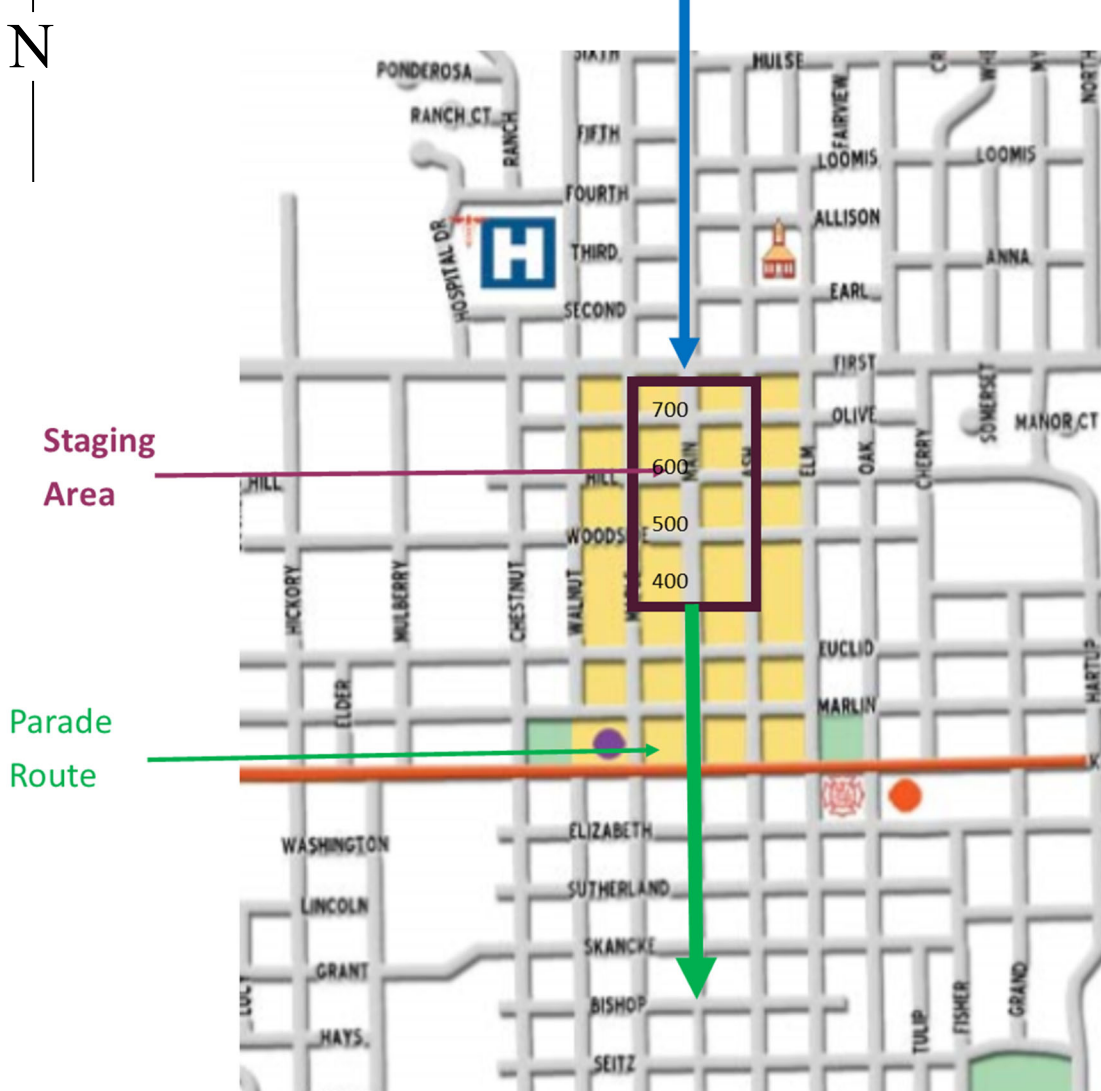 N
SIXTH
HULSE
PONDEROSA
RANCH CT
RANCH
FIFTH
FAIRVIEW
LOOMIS
LOOMIS
NORTH
FOURTH
ALLISON
H
HOSPITAL DR
THIRD
ANNA
EARL
SECOND
FIRST
700
OLIVE
SOMERSET
MANOR CT
Staging
Area
600
MAIN
ASH
ELM
OAK
CHERRY
HILL
HILL
500
WOODSIDE
400
HICKORY
MULBERRY
CHESTNUT
WALNUT
EUCLID
HARTUP
ELDER
MARLIN
Parade
Route
K
ELIZABETH
WASHINGTON
SUTHERLAND
LINCOLN
SKANCKE
GRANT
LUCY
BISHOP
TULIP
FISHER
GRAND
HAYS
SEITZ